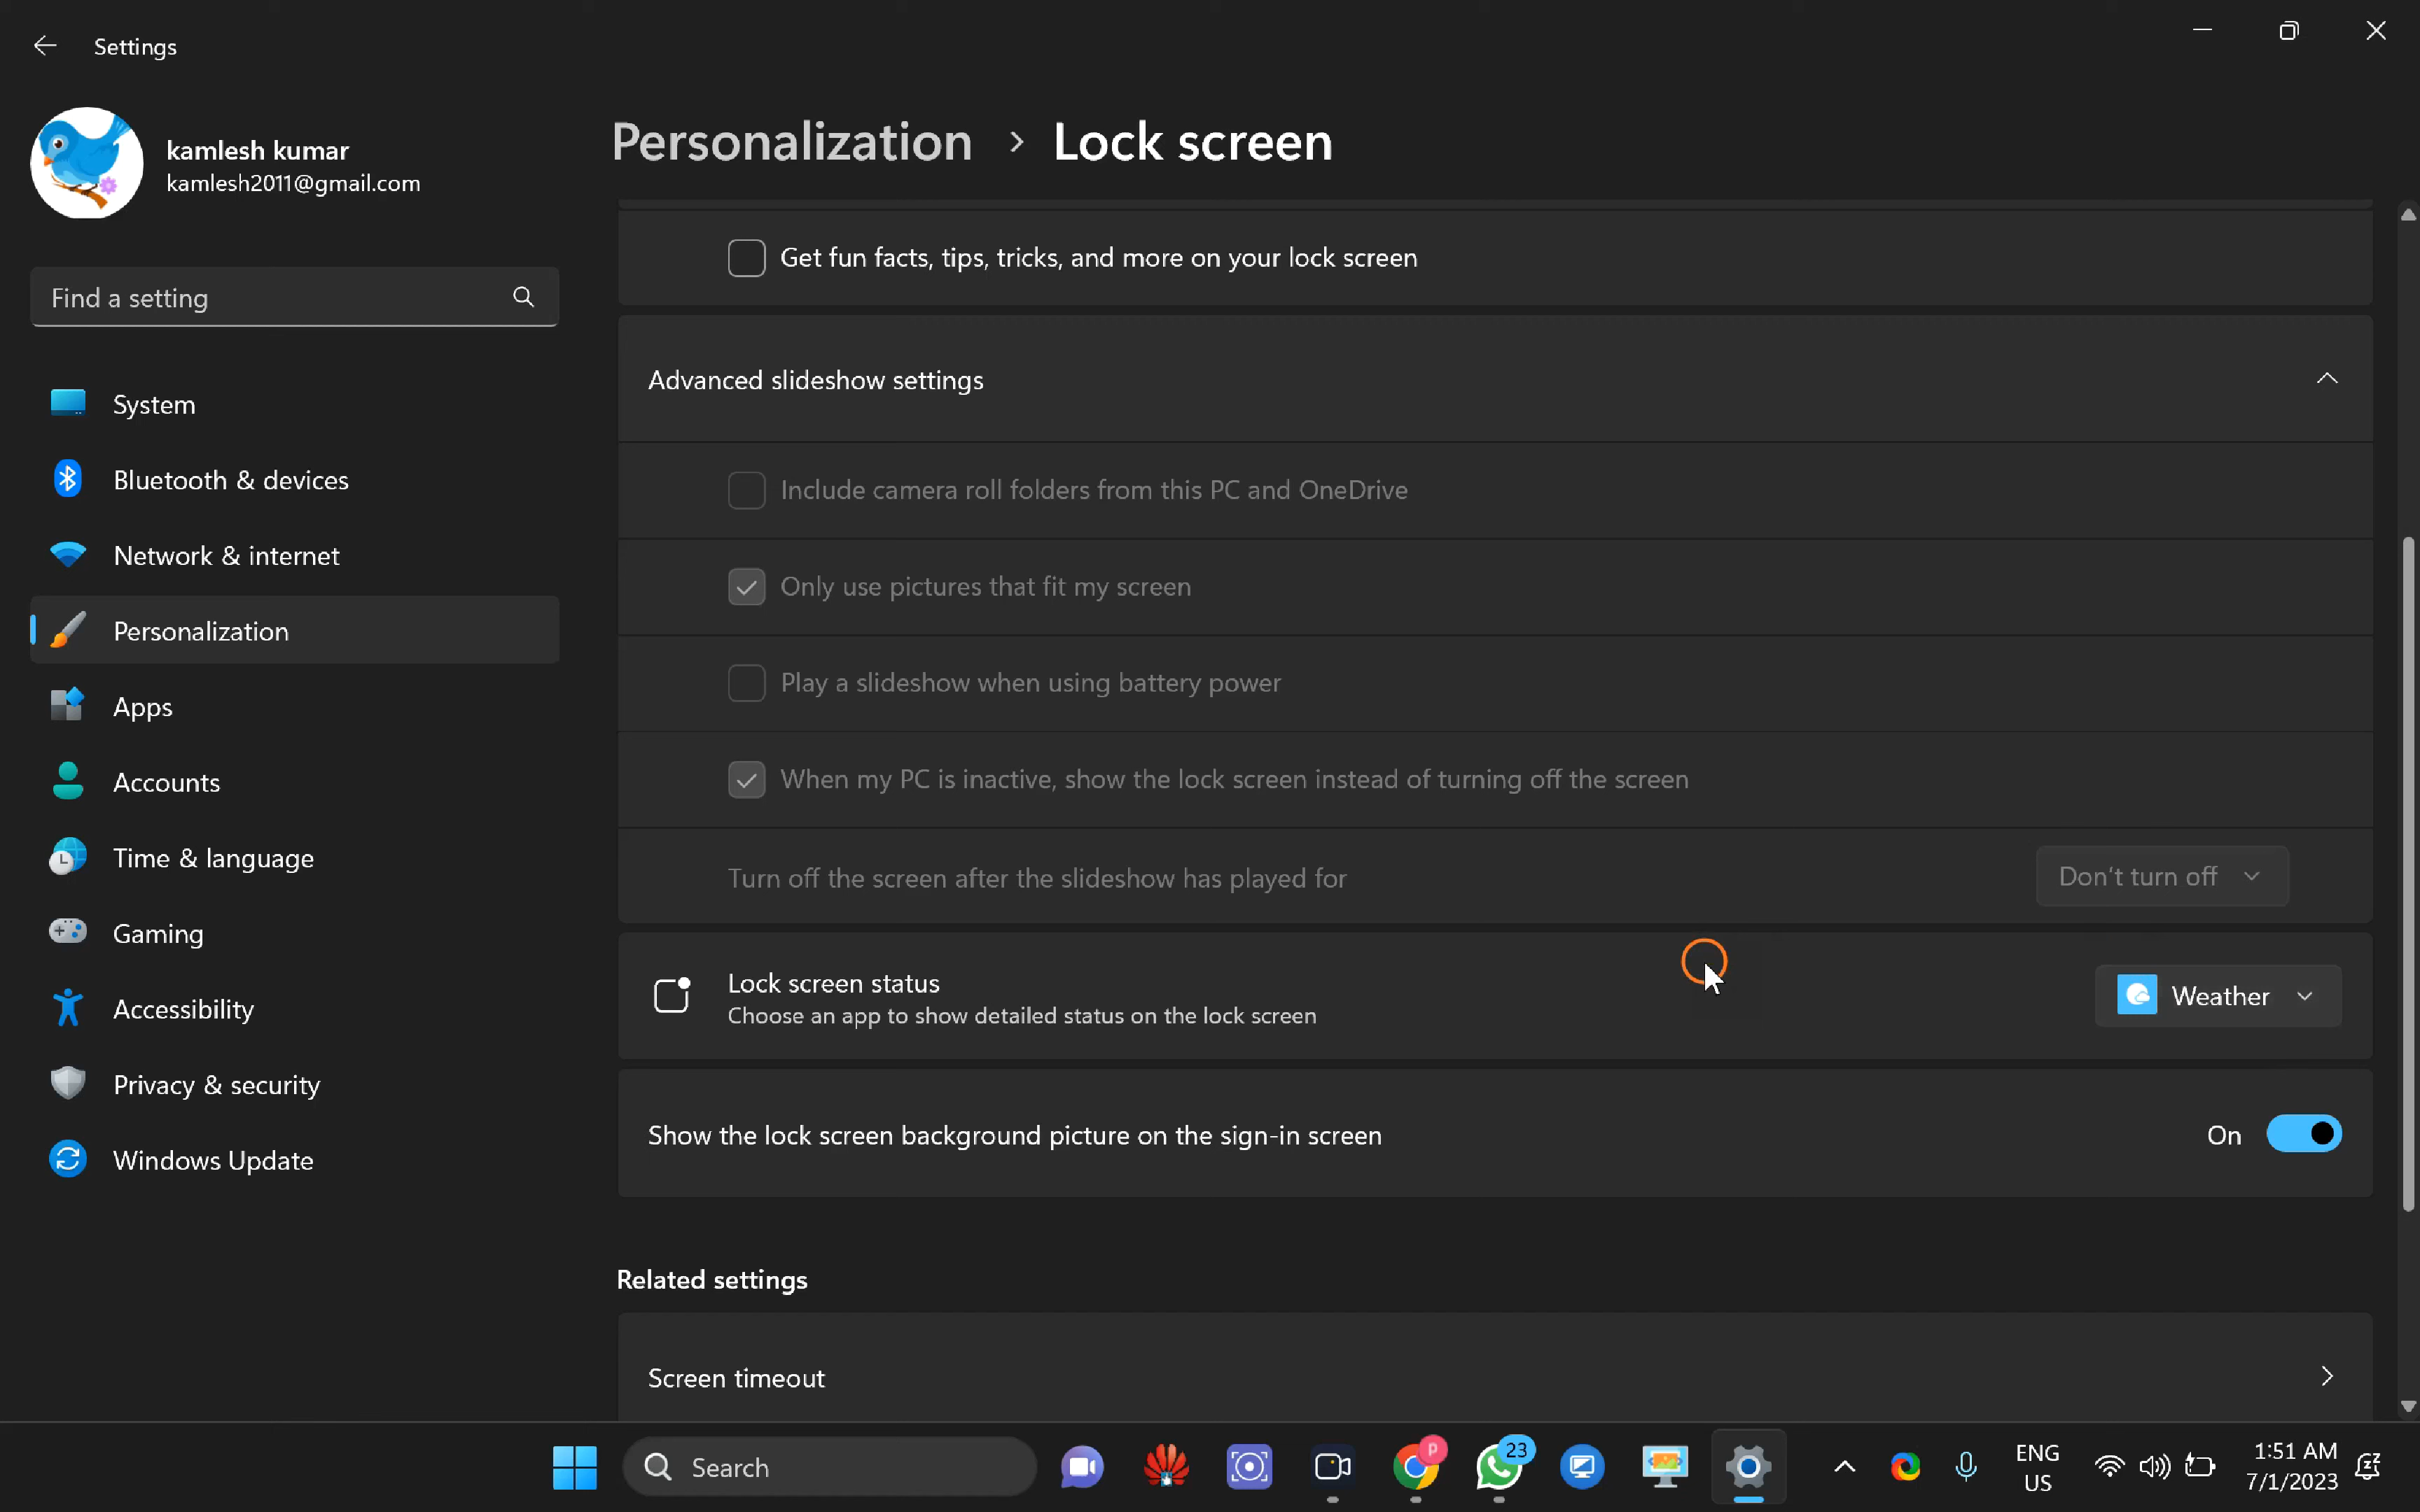 Settings
kamlesh kumar
kamlesh2011@gmail.com
Find a setting
System
Bluetooth & devices
Network & internet
Personalization
Apps
Accounts
Time & language
Gaming
Accessibility
Privacy & security
Windows Update
Personalization > Lock screen
Get fun facts, tips, tricks, and more on your lock screen
Advanced slideshow settings
Include camera roll folders from this PC and OneDrive
Only use pictures that fit my screen
Play a slideshow when using battery power
When my PC is inactive, show the lock screen instead of turning off the screen
Turn off the screen after the slideshow has played for
Don't turn off
Lock screen status
Choose an app to show detailed status on the lock screen
Weather
Show the lock screen background picture on the sign-in screen
On
Related settings
Screen timeout
Search
P
23
ENG
US
1:51 AM
7/1/2023